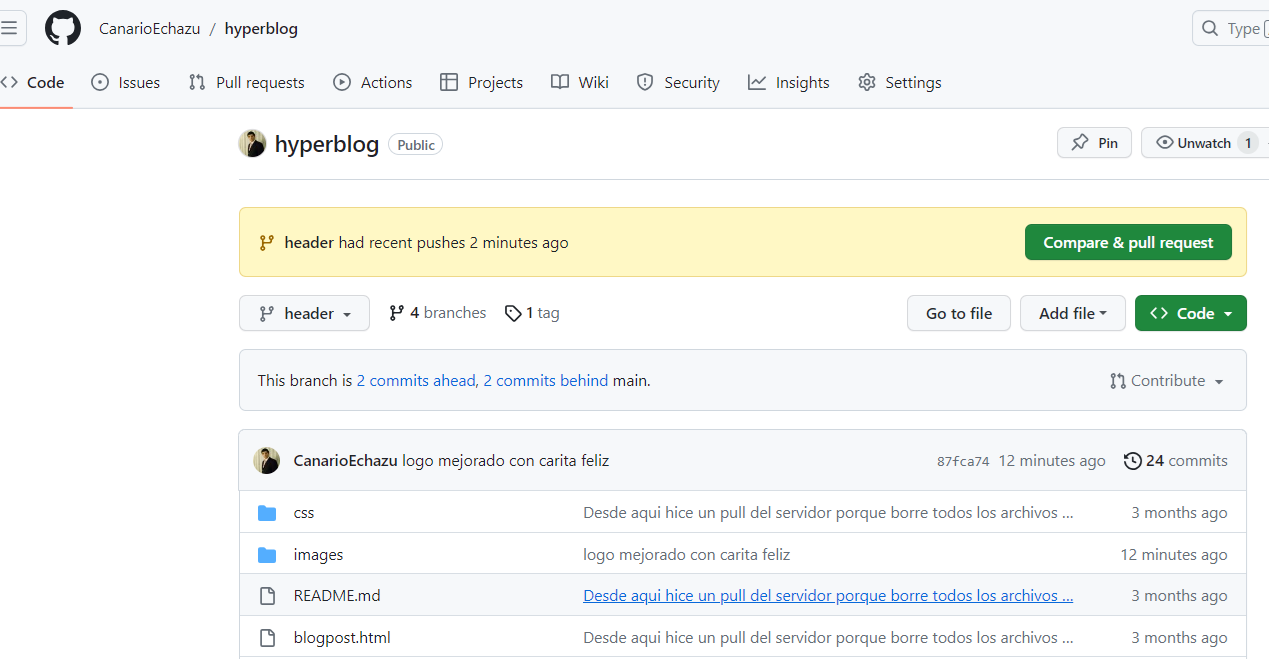 CanarioEchazu / hyperblog
Type
Code Issues Pull requests Actions Projects Wiki Security Insights Settings
hyperblog Public
Pin Unwatch 1
header had recent pushes 2 minutes ago
Compare & pull request
header 4 branches 1 tag
Go to file Add file Code
This branch is 2 commits ahead, 2 commits behind main.
Contribute
CanarioEchazu logo mejorado con carita feliz 87fca74 12 minutes ago 24 commits
css Desde aqui hice un pull del servidor porque borre todos los archivos ... 3 months ago
images logo mejorado con carita feliz 12 minutes ago
README.md Desde aqui hice un pull del servidor porque borre todos los archivos ... 3 months ago
blogpost.html Desde aqui hice un pull del servidor porque borre todos los archivos ... 3 months ago